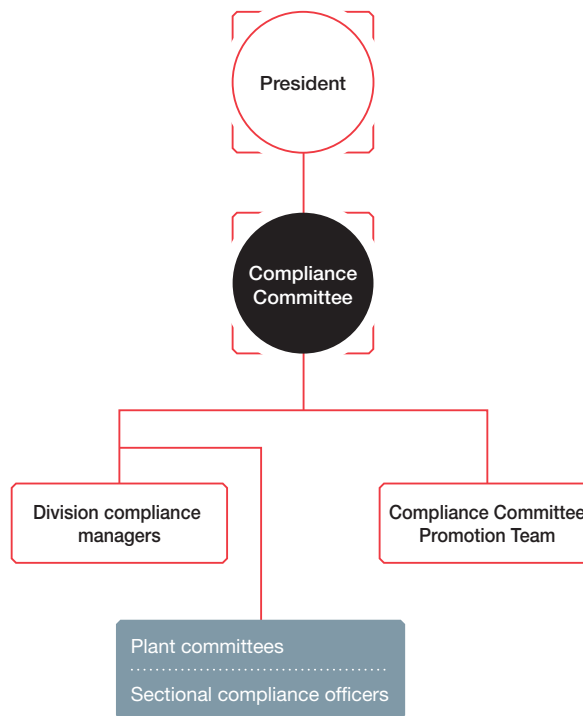 President
Compliance
Committee
Division compliance
managers
Compliance Committee
Promotion Team
Plant committees
Sectional compliance officers